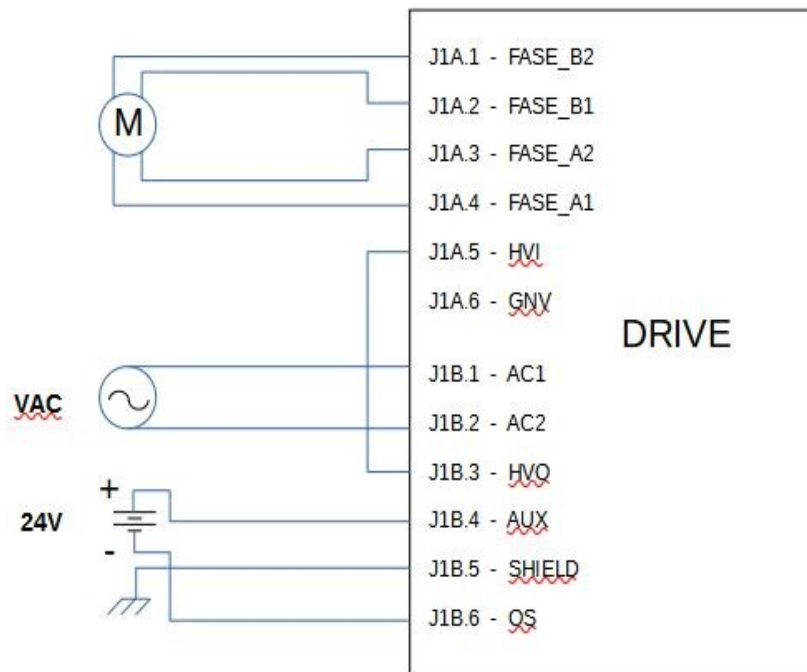 J1A.1 - FASE_B2
J1A.2 - FASE_B1
M
J1A.3 - FASE_A2
J1A.4 - FASE_A1
J1A.5 - HVI
J1A.6 - GNV
DRIVE
J1B.1 - AC1
VAC
J1B.2 - AC2
J1B.3 - HVO
+
24V
J1B.4 - AUX
-
J1B.5 - SHIELD
J1B.6 - OS